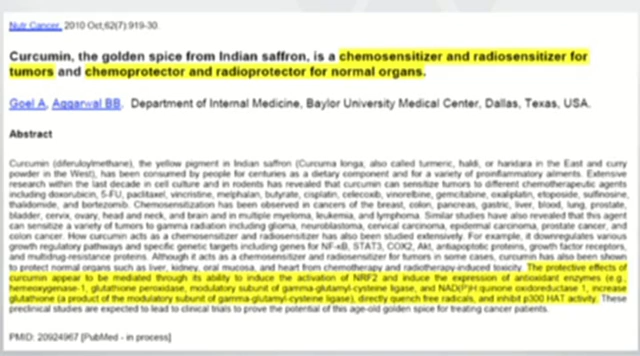 Nutr Cancer. 2010 Oct;62(7):919-30.
Curcumin, the golden spice from Indian saffron, is a chemosensitizer and radiosensitizer for
tumors and chemoprotector and radioprotector for normal organs.
Goel A, Aggarwal BB. Department of Internal Medicine, Baylor University Medical Center, Dallas, Texas, USA.
Abstract
Curcumin (diferuloylmethane), the yellow pigment in Indian saffron (Curcuma longa; also called turmeric, haldi, or haridara in the East and curry
powder in the West), has been consumed by people for centuries as a dietary component and for a variety of proinflammatory ailments. Extensive
research within the last decade in cell culture and in rodents has revealed that curcumin can sensitize tumors to different chemotherapeutic agents
including doxorubicin, 5-FU, paclitaxel, vincristine, melphalan, butyrate, cisplatin, celecoxib, vinorelbine, gemcitabine, oxaliplatin, etoposide, sulfinosine,
thalidomide, and bortezomib. Chemosensitization has been observed in cancers of the breast, colon, pancreas, gastric, liver, blood, lung, prostate,
bladder, cervix, ovary, head and neck, and brain and in multiple myeloma, leukemia, and lymphoma. Similar studies have also revealed that this agent
can sensitize a variety of tumors to gamma radiation including glioma, neuroblastoma, cervical carcinoma, epidermal carcinoma, prostate cancer, and
colon cancer. How curcumin acts as a chemosensitizer and radiosensitizer has also been studied extensively. For example, it downregulates various
growth regulatory pathways and specific genetic targets including genes for NF-κB, STAT3, COX2, Akt, antiapoptotic proteins, growth factor receptors,
and multidrug-resistance proteins. Although it acts as a chemosensitizer and radiosensitizer for tumors in some cases, curcumin has also been shown
to protect normal organs such as liver, kidney, oral mucosa, and heart from chemotherapy and radiotherapy-induced toxicity. The protective effects of
curcumin appear to be mediated through its ability to induce the activation of NRF2 and induce the expression of antioxidant enzymes (e.g.,
hemeoxygenase-1, glutathione peroxidase, modulatory subunit of gamma-glutamyl-cysteine ligase, and NAD(P)H:quinone oxidoreductase 1, increase
glutathione (a product of the modulatory subunit of gamma-glutamyl-cysteine ligase), directly quench free radicals, and inhibit p300 HAT activity. These
preclinical studies are expected to lead to clinical trials to prove the potential of this age-old golden spice for treating cancer patients.
PMID: 20924967 [PubMed - in process]